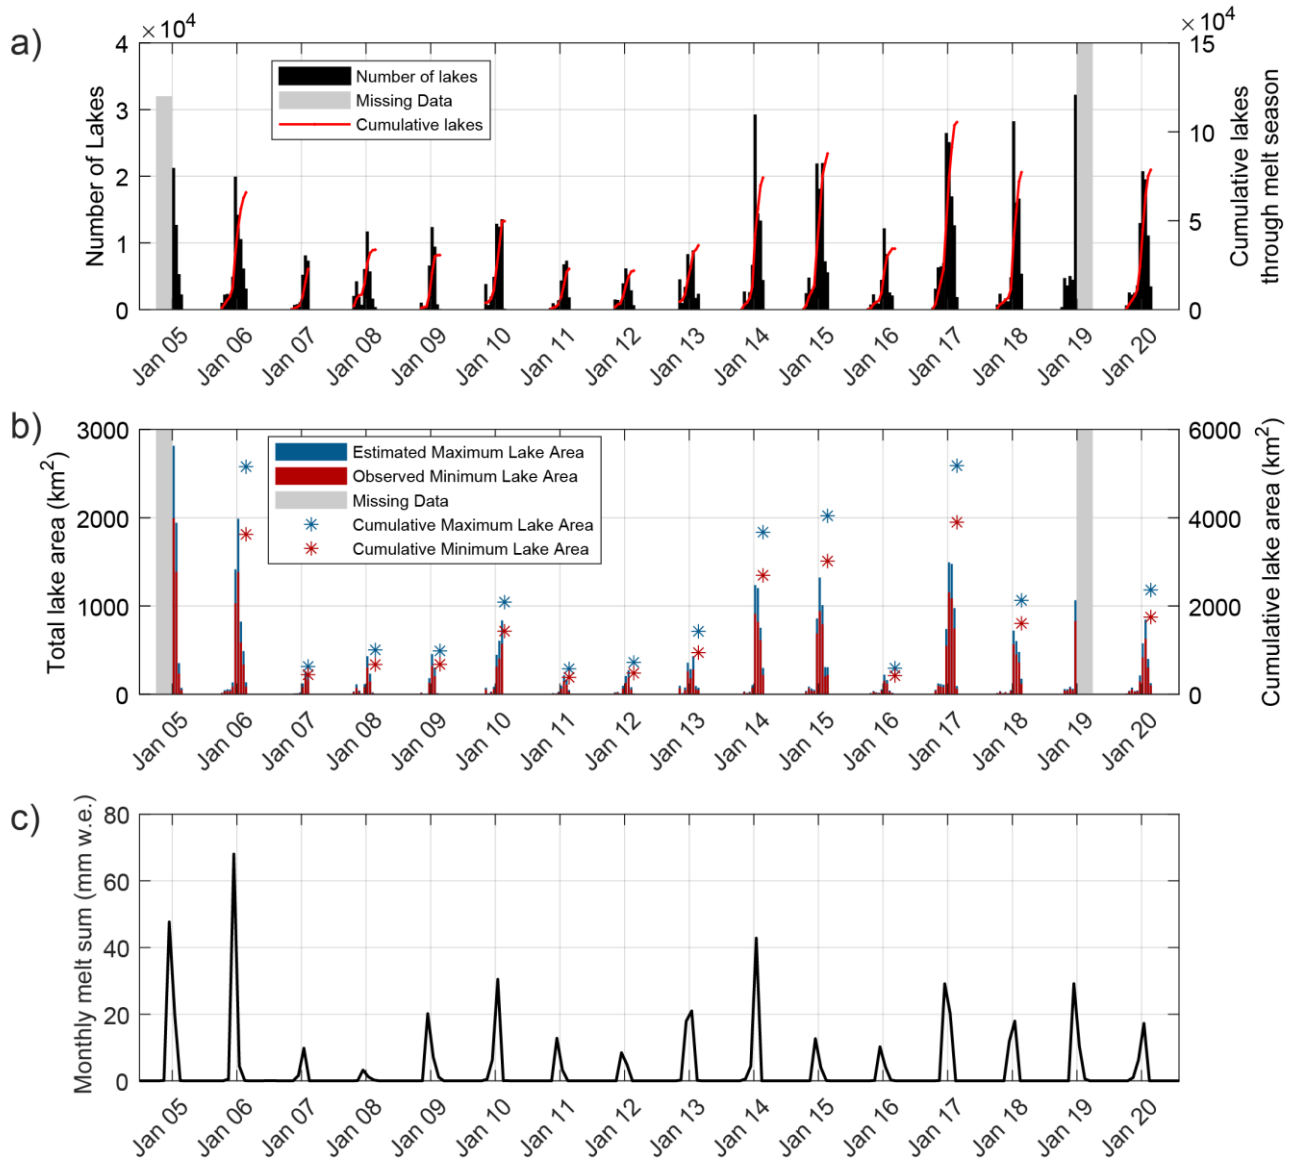 a)
×10⁴
×10⁴
4
3
2
1
0
Number of Lakes
Number of lakes
Missing Data
Cumulative lakes
15
10
5
0
Cumulative lakes
through melt season
Jan 05
Jan 06
Jan 07
Jan 08
Jan 09
Jan 10
Jan 11
Jan 12
Jan 13
Jan 14
Jan 15
Jan 16
Jan 17
Jan 18
Jan 19
Jan 20
b)
3000
2000
1000
0
Total lake area (km²)
Estimated Maximum Lake Area
Observed Minimum Lake Area
Missing Data
Cumulative Maximum Lake Area
Cumulative Minimum Lake Area
6000
4000
2000
0
Cumulative lake area (km²)
Jan 05
Jan 06
Jan 07
Jan 08
Jan 09
Jan 10
Jan 11
Jan 12
Jan 13
Jan 14
Jan 15
Jan 16
Jan 17
Jan 18
Jan 19
Jan 20
c)
80
60
40
20
0
Monthly melt sum (mm w.e.)
Jan 05
Jan 06
Jan 07
Jan 08
Jan 09
Jan 10
Jan 11
Jan 12
Jan 13
Jan 14
Jan 15
Jan 16
Jan 17
Jan 18
Jan 19
Jan 20